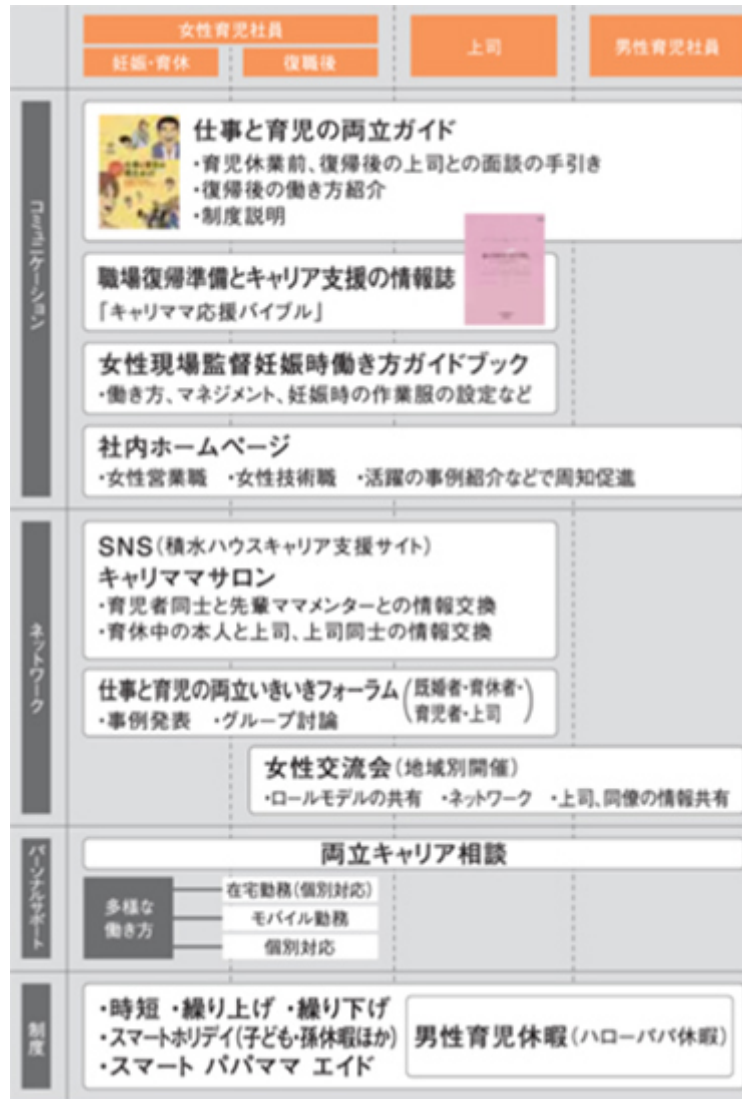 女性育児社員
妊娠・育休
復職後
上司
男性育児社員
コミュニケーション
仕事と育児の両立ガイド
・育児休業前、復帰後の上司との面談の手引き
・復帰後の働き方紹介
・制度説明
職場復帰準備とキャリア支援の情報誌
「キャリママ応援バイブル」
女性現場監督妊娠時働き方ガイドブック
・働き方、マネジメント、妊娠時の作業服の設定など
社内ホームページ
・女性営業職 ・女性技術職 ・活躍の事例紹介などで周知促進
ネットワーク
SNS(積水ハウスキャリア支援サイト)
キャリママサロン
・育児者同士と先輩ママメンターとの情報交換
・育休中の本人と上司、上司同士の情報交換
仕事と育児の両立いきいきフォーラム(既婚者・育休者・
育児者・上司)
・事例発表 ・グループ討論
女性交流会(地域別開催)
・ロールモデルの共有 ・ネットワーク ・上司、同僚の情報共有
パーソナルサポート
両立キャリア相談
多様な
働き方
在宅勤務(個別対応)
モバイル勤務
個別対応
制度
・時短 ・繰り上げ ・繰り下げ
・スマートホリデイ(子ども・孫休暇ほか)
・スマート パパママ エイド
男性育児休暇(ハローパパ休暇)